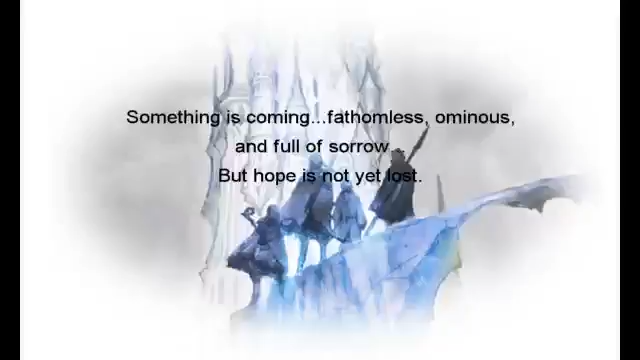 Something is coming...fathomless, ominous,
and full of sorrow.
But hope is not yet lost.